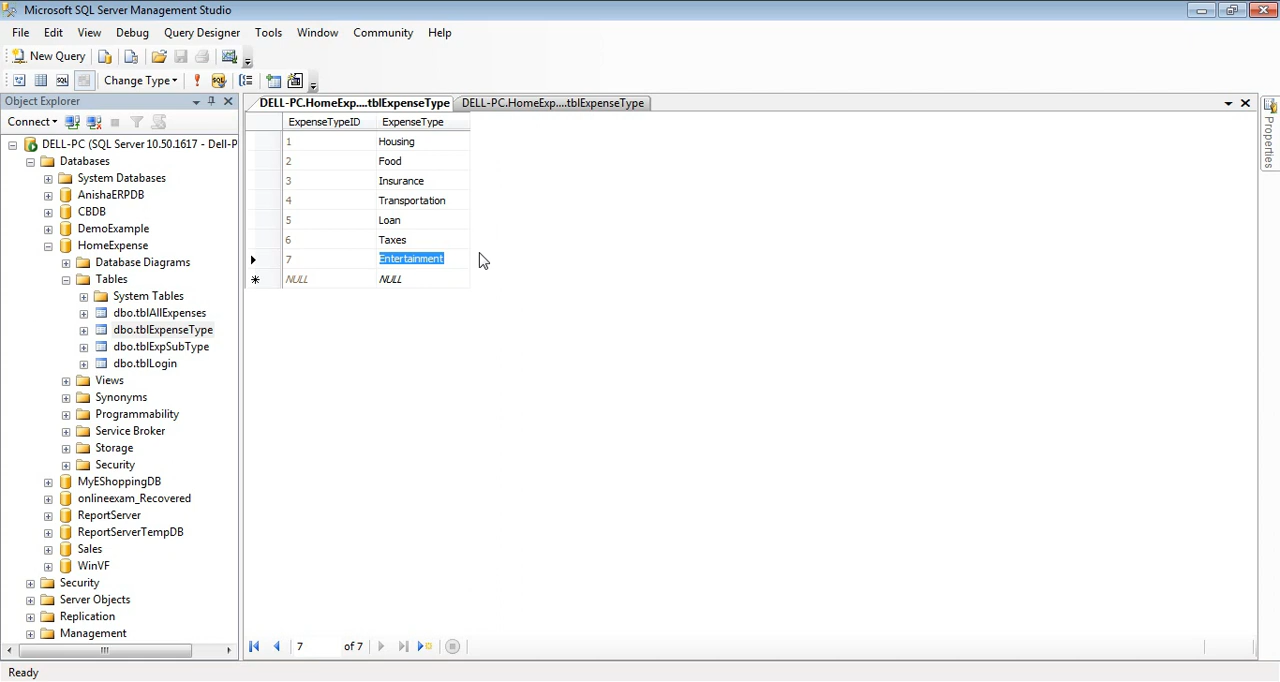 Microsoft SQL Server Management Studio
File Edit View Debug Query Designer Tools Window Community Help
New Query
Change Type
Object Explorer
Connect
DELL-PC (SQL Server 10.50.1617 - Dell-P
Databases
System Databases
AnishaERPDB
CBDB
DemoExample
HomeExpense
Database Diagrams
Tables
System Tables
dbo.tblAllExpenses
dbo.tblExpenseType
dbo.tblExpSubType
dbo.tblLogin
Views
Synonyms
Programmability
Service Broker
Storage
Security
MyEShoppingDB
onlineexam_Recovered
ReportServer
ReportServerTempDB
Sales
WinVF
Security
Server Objects
Replication
Management
DELL-PC.HomeExp....tblExpenseType DELL-PC.HomeExp....tblExpenseType
ExpenseTypeID ExpenseType
1 Housing
2 Food
3 Insurance
4 Transportation
5 Loan
6 Taxes
7 Entertainment
NULL NULL
7 of 7
Properties
Ready